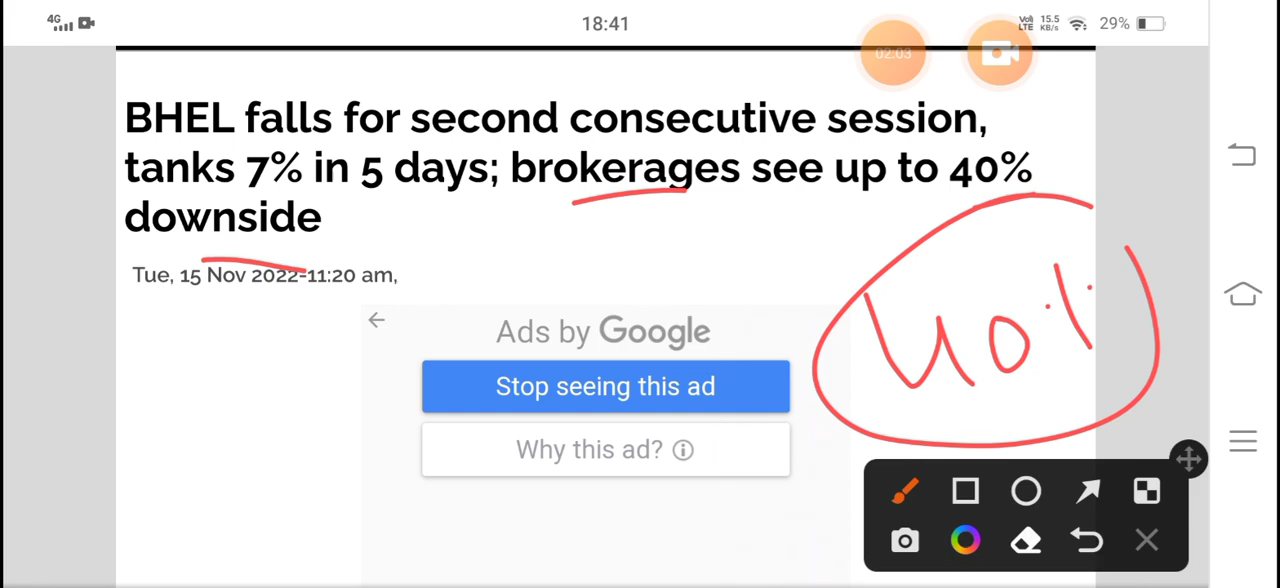 4G
18:41
Vo)
LTE
15.5
KB/s
29%
02:03
BHEL falls for second consecutive session,
tanks 7% in 5 days; brokerages see up to 40%
downside
Tue, 15 Nov 2022-11:20 am,
40%
Ads by Google
Stop seeing this ad
Why this ad?